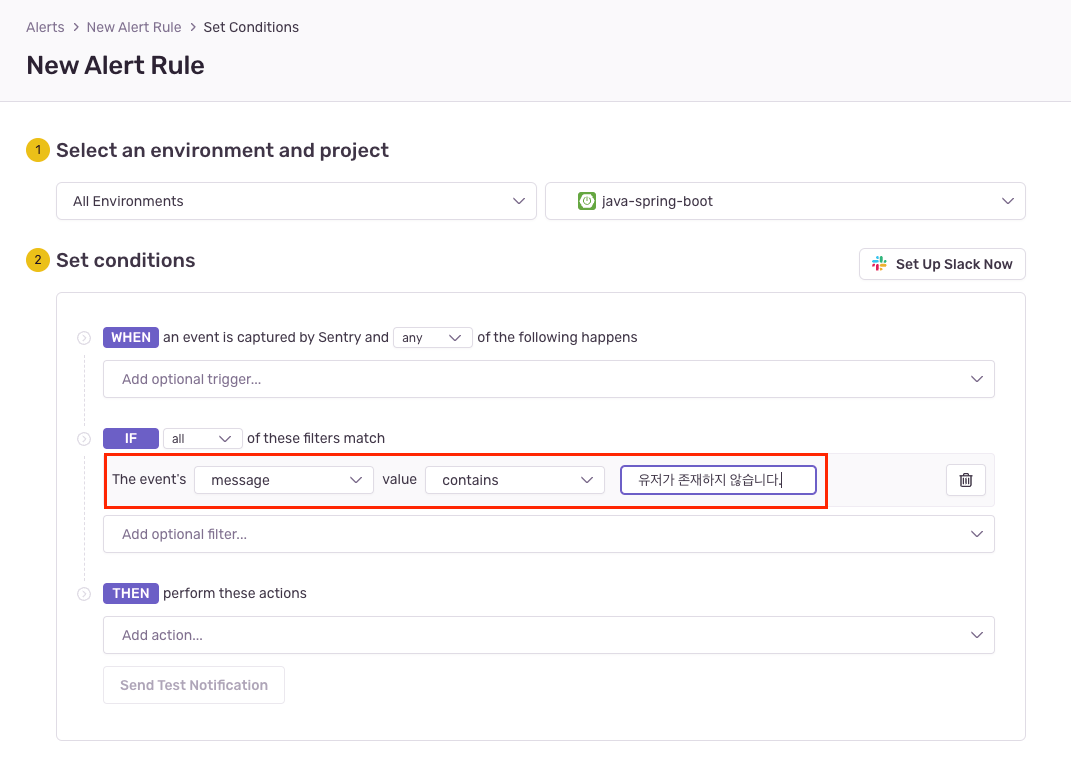 Alerts > New Alert Rule > Set Conditions
New Alert Rule
1 Select an environment and project
All Environments java-spring-boot
2 Set conditions
Set Up Slack Now
WHEN an event is captured by Sentry and any of the following happens
Add optional trigger...
IF all of these filters match
The event's message value contains 유저가 존재하지 않습니다.
Add optional filter...
THEN perform these actions
Add action...
Send Test Notification